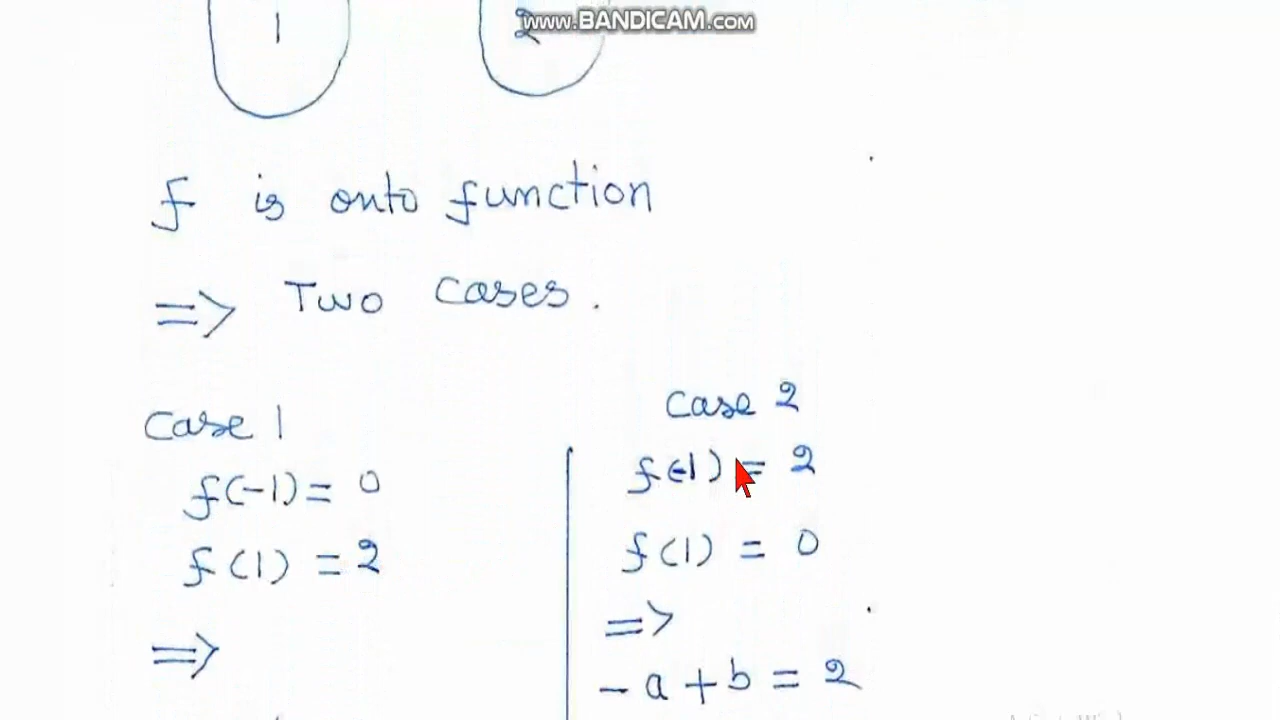 www.BANDICAM.com
1 2
f is onto function
=> Two cases.
Case 1
f(-1) = 0
f(1) = 2
=>
Case 2
f(-1) = 2
f(1) = 0
=>
-a + b = 2